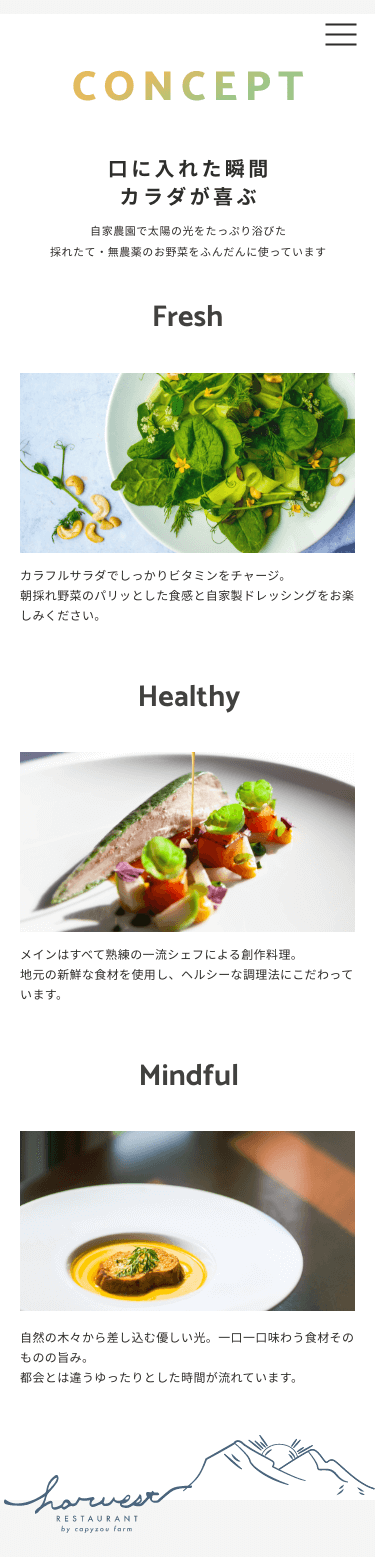 CONCEPT
口に入れた瞬間
カラダが喜ぶ
自家農園で太陽の光をたっぷり浴びた
採れたて・無農薬のお野菜をふんだんに使っています
Fresh
カラフルサラダでしっかりビタミンをチャージ。
朝採れ野菜のパリッとした食感と自家製ドレッシングをお楽
しみください。
Healthy
メインはすべて熟練の一流シェフによる創作料理。
地元の新鮮な食材を使用し、ヘルシーな調理法にこだわって
います。
Mindful
自然の木々から差し込む優しい光。一口一口味わう食材その
ものの旨み。
都会とは違うゆったりとした時間が流れています。
harvest
RESTAURANT
by capyzou farm